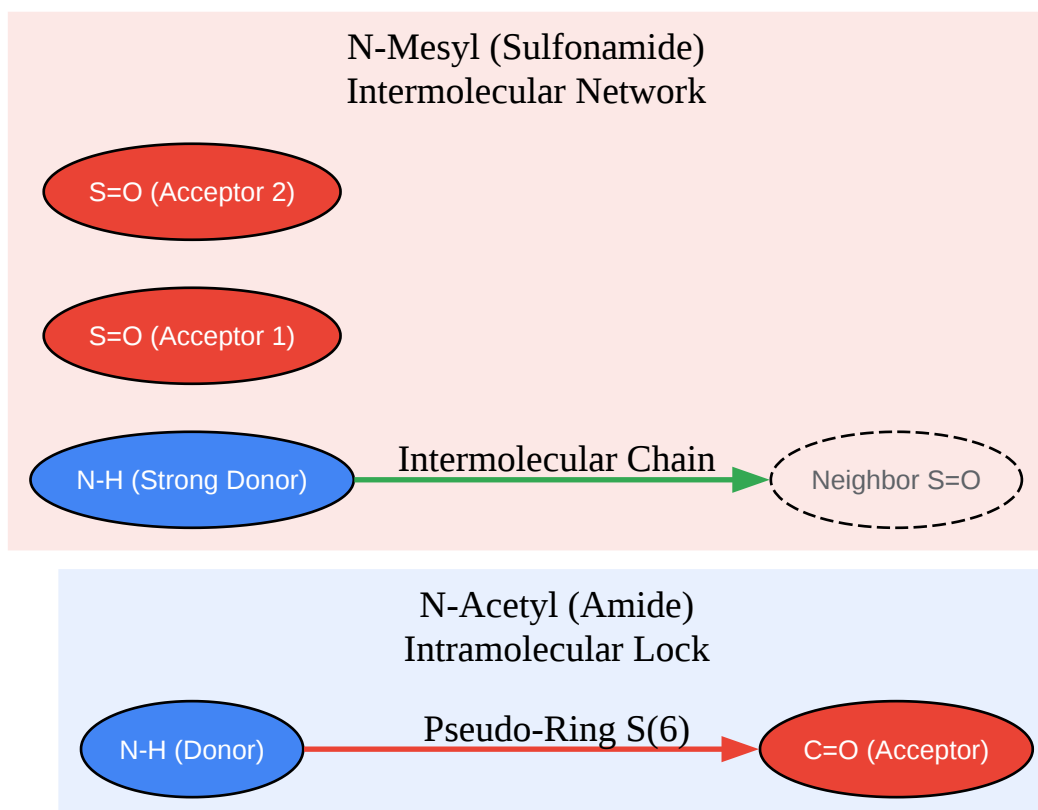 N-Mesyl (Sulfonamide)
Intermolecular Network
S=O (Acceptor 2)
S=O (Acceptor 1)
N-H (Strong Donor)
Intermolecular Chain
Neighbor S=O
N-Acetyl (Amide)
Intramolecular Lock
N-H (Donor)
Pseudo-Ring S(6)
C=O (Acceptor)